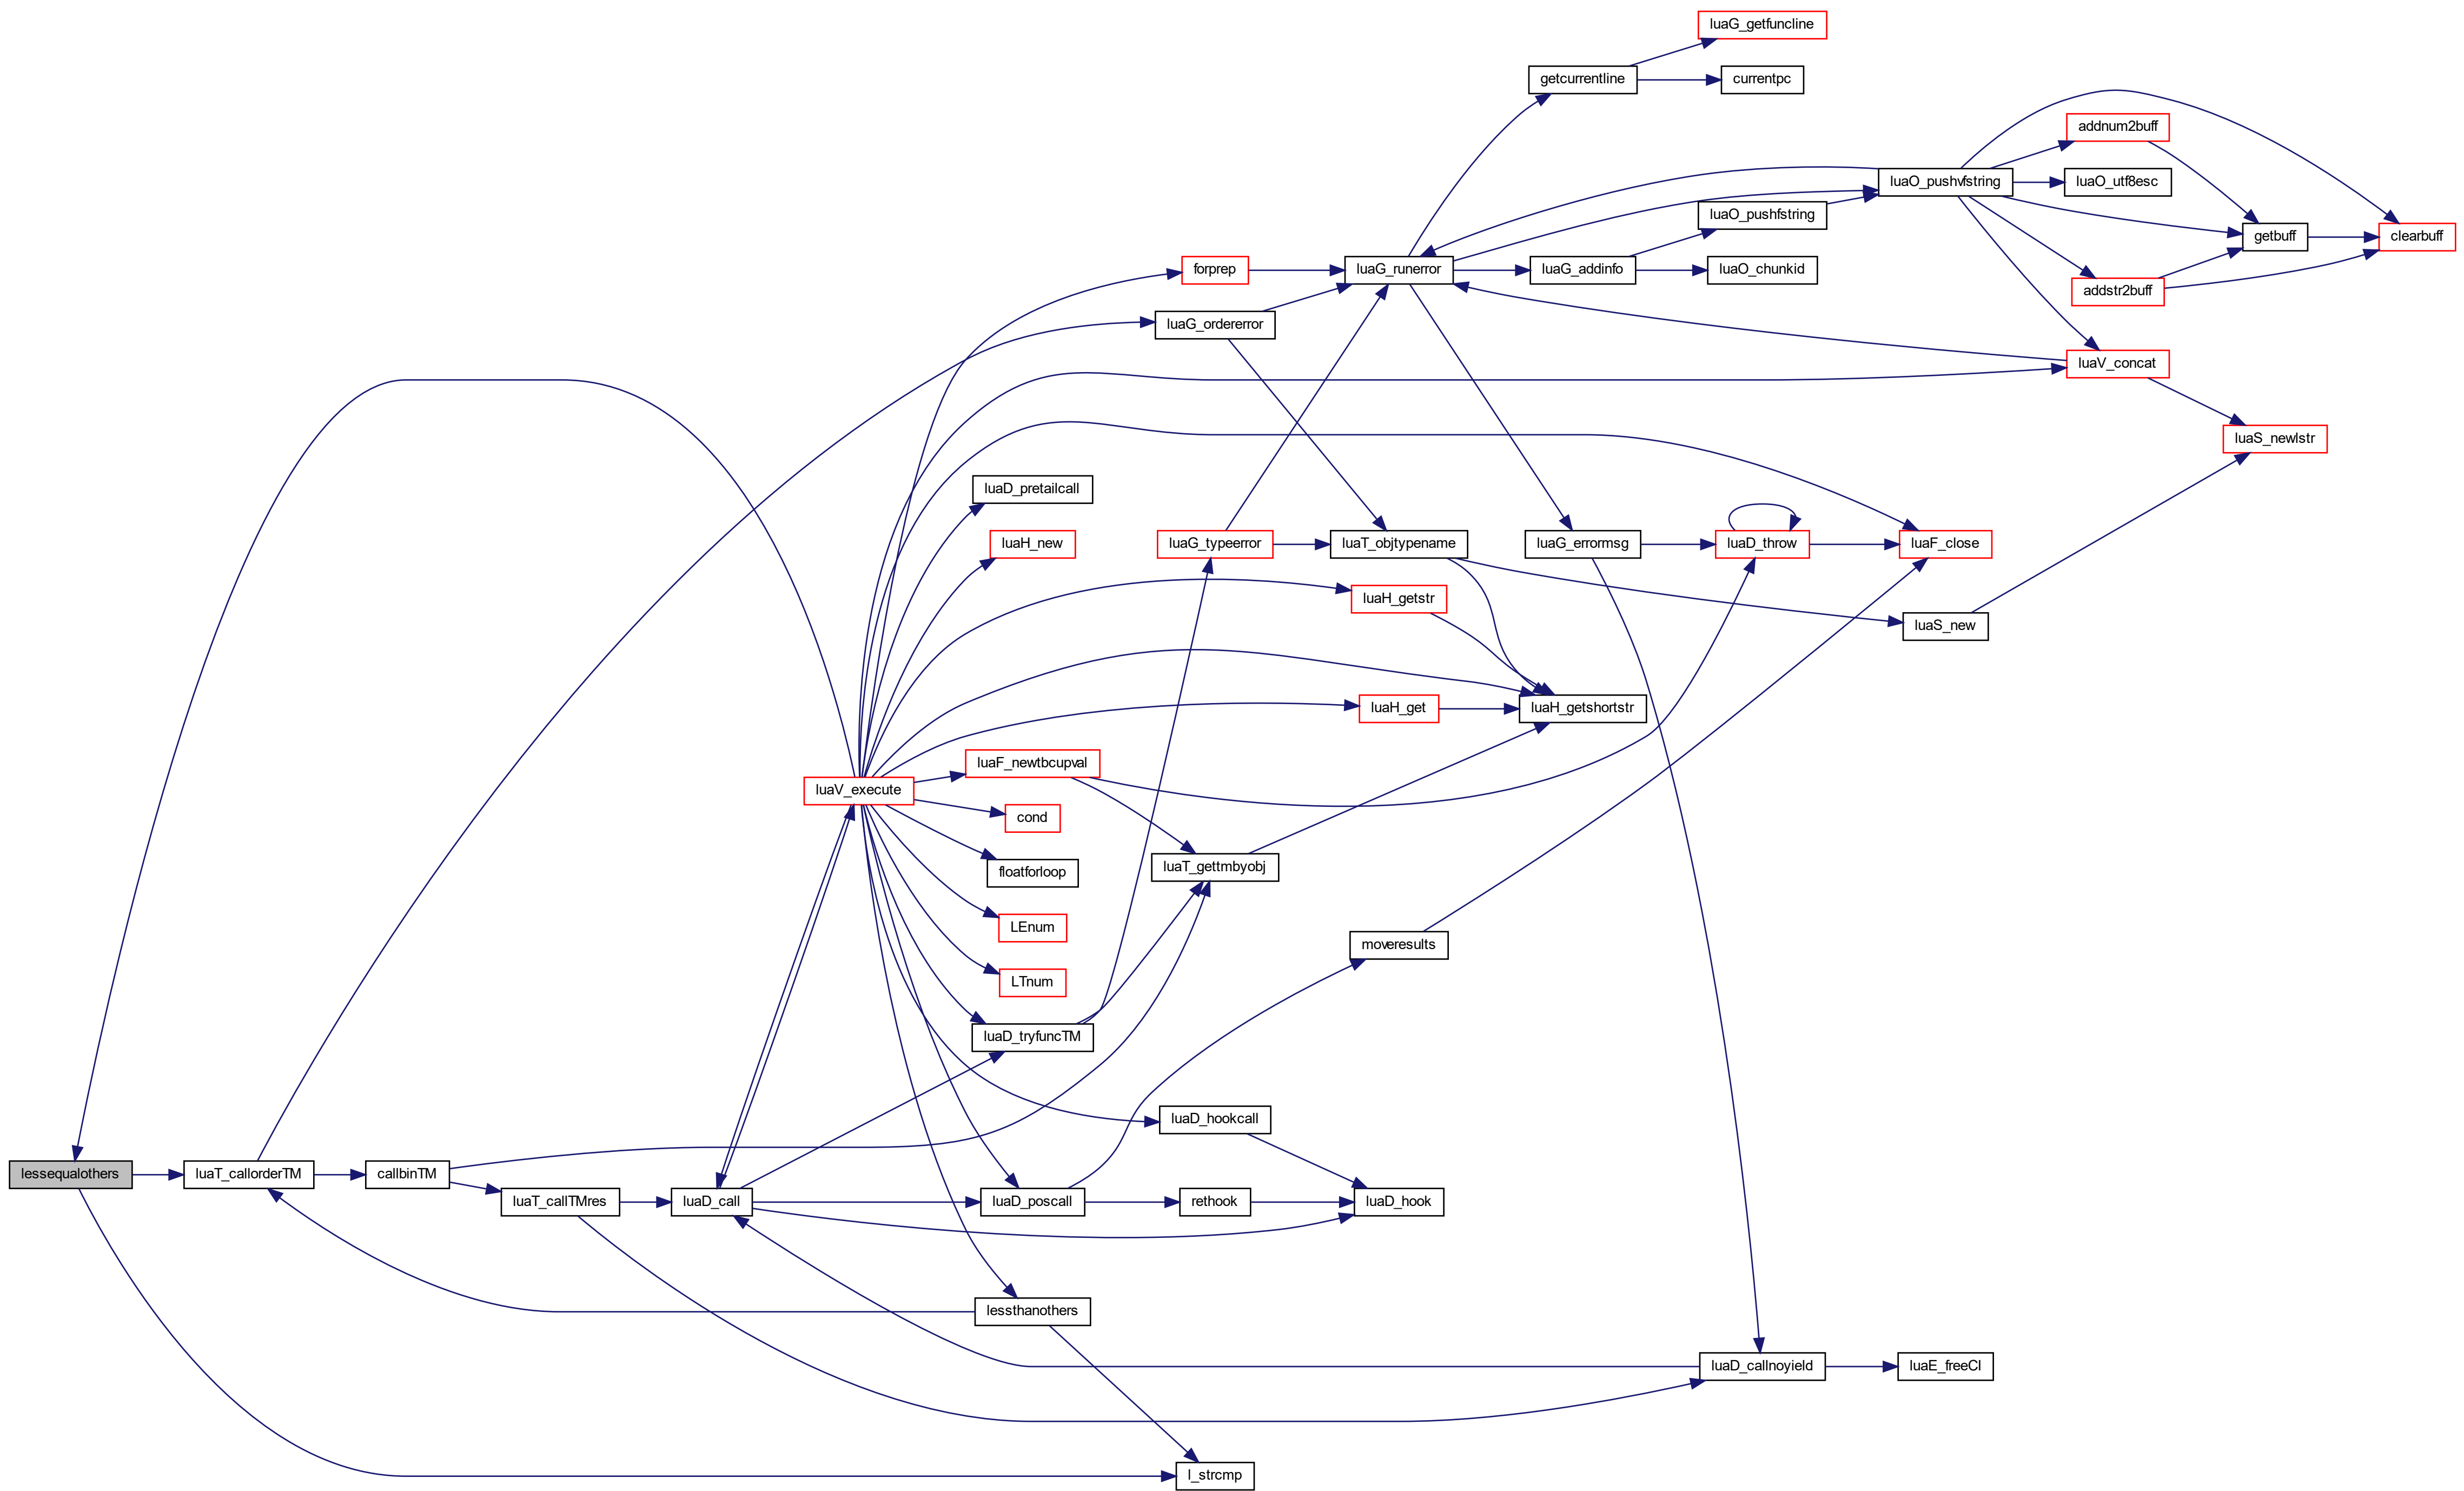 luaG_getfuncline
getcurrentline
currentpc
addnum2buff
luaO_pushvfstring
luaO_utf8esc
luaO_pushfstring
getbuff
clearbuff
forprep
luaG_runerror
luaG_addinfo
luaO_chunkid
addstr2buff
luaG_ordererror
luaV_concat
luaS_newlstr
luaD_pretailcall
luaH_new
luaG_typeerror
luaT_objtypename
luaG_errormsg
luaD_throw
luaF_close
luaH_getstr
luaS_new
luaH_get
luaH_getshortstr
luaF_newtbcupval
luaV_execute
cond
floatforloop
luaT_gettmbyobj
LEnum
moveresults
LTnum
luaD_tryfuncTM
luaD_hookcall
lessequalothers
luaT_callorderTM
callbinTM
luaT_callTMres
luaD_call
luaD_poscall
rethook
luaD_hook
lessthanothers
luaD_callnoyield
luaE_freeCI
l_strcmp